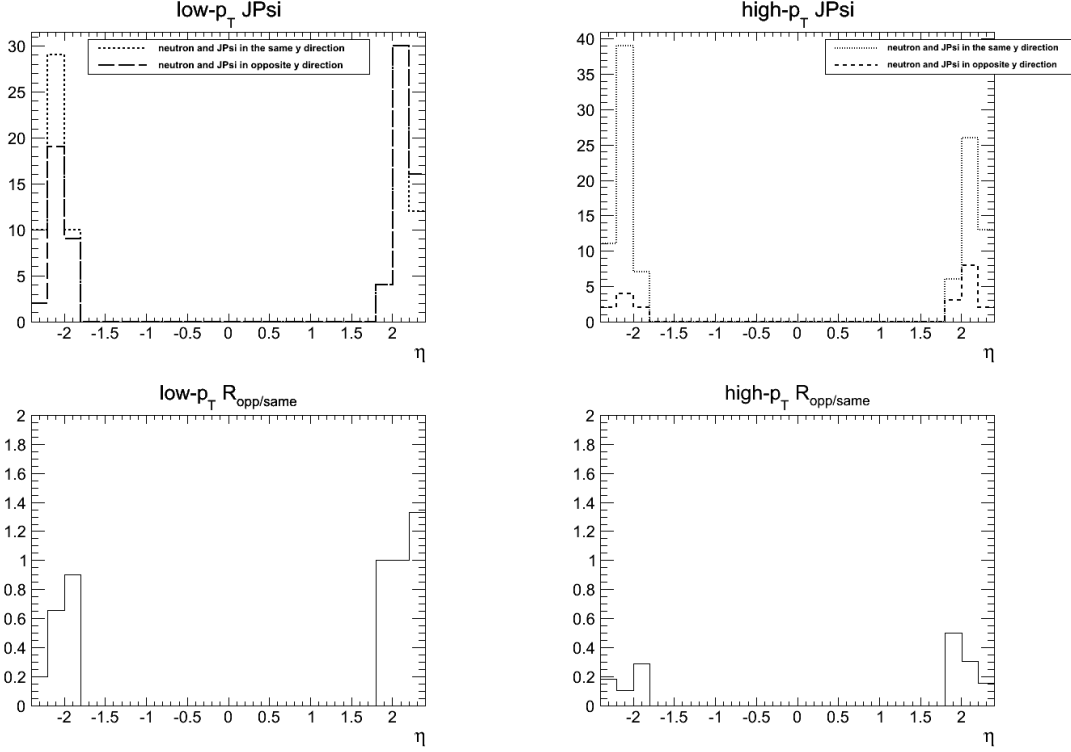 low-pT JPsi
neutron and JPsi in the same y direction
neutron and JPsi in opposite y direction
30
25
20
15
10
5
0
-2 -1.5 -1 -0.5 0 0.5 1 1.5 2
η
high-pT JPsi
neutron and JPsi in the same y direction
neutron and JPsi in opposite y direction
40
35
30
25
20
15
10
5
0
-2 -1.5 -1 -0.5 0 0.5 1 1.5 2
η
low-pT Ropp/same
2
1.8
1.6
1.4
1.2
1
0.8
0.6
0.4
0.2
0
-2 -1.5 -1 -0.5 0 0.5 1 1.5 2
η
high-pT Ropp/same
2
1.8
1.6
1.4
1.2
1
0.8
0.6
0.4
0.2
0
-2 -1.5 -1 -0.5 0 0.5 1 1.5 2
η